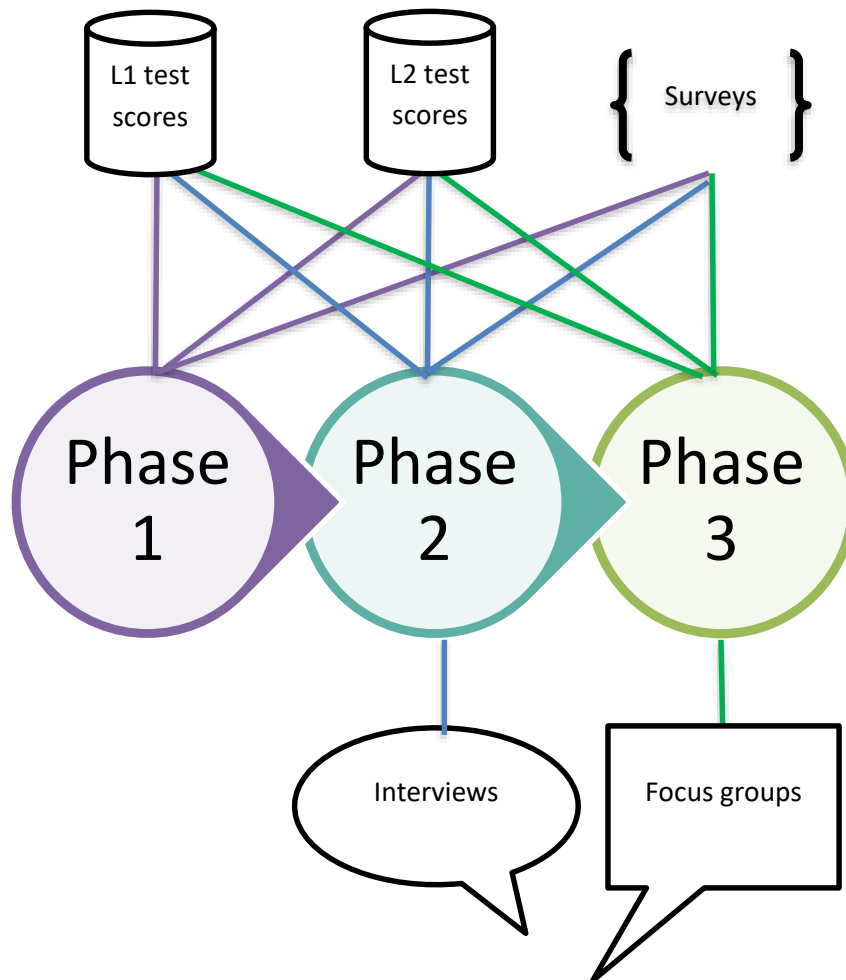 L1 test
scores
L2 test
scores
Surveys
Phase
1
Phase
2
Phase
3
Interviews
Focus groups